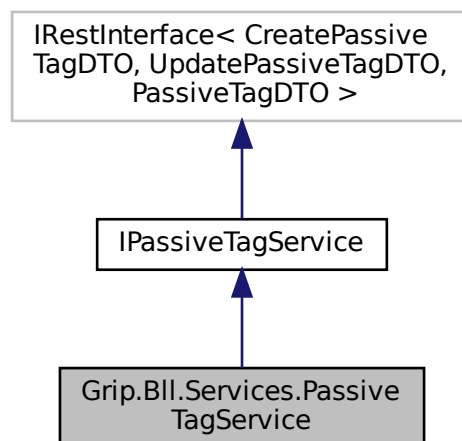 IRestInterface< CreatePassive
TagDTO, UpdatePassiveTagDTO,
PassiveTagDTO >
IPassiveTagService
Grip.Bll.Services.Passive
TagService